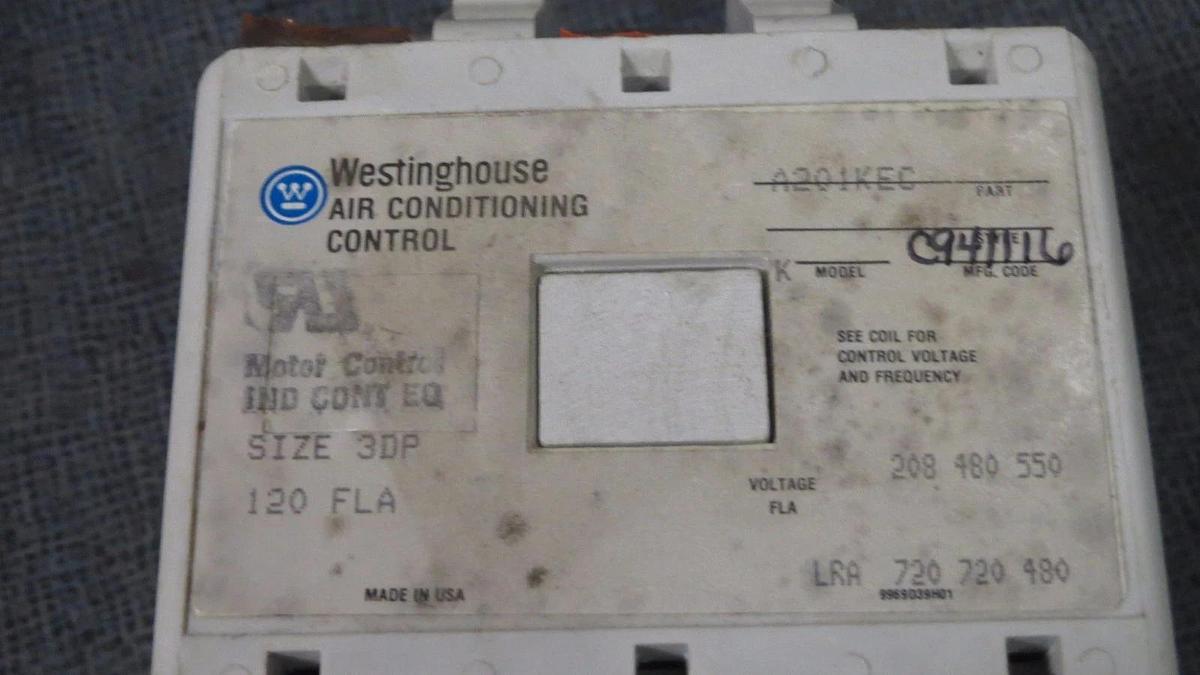 Westinghouse
AIR CONDITIONING
CONTROL
A201KEC
PART
C941116
K
MODEL
MFG. CODE
SEE COIL FOR
CONTROL VOLTAGE
AND FREQUENCY
Motor Control
IND CONT EQ
SIZE 3DP
120 FLA
VOLTAGE 208 480 550
FLA
LRA 720 720 480
MADE IN USA
9969D39H01